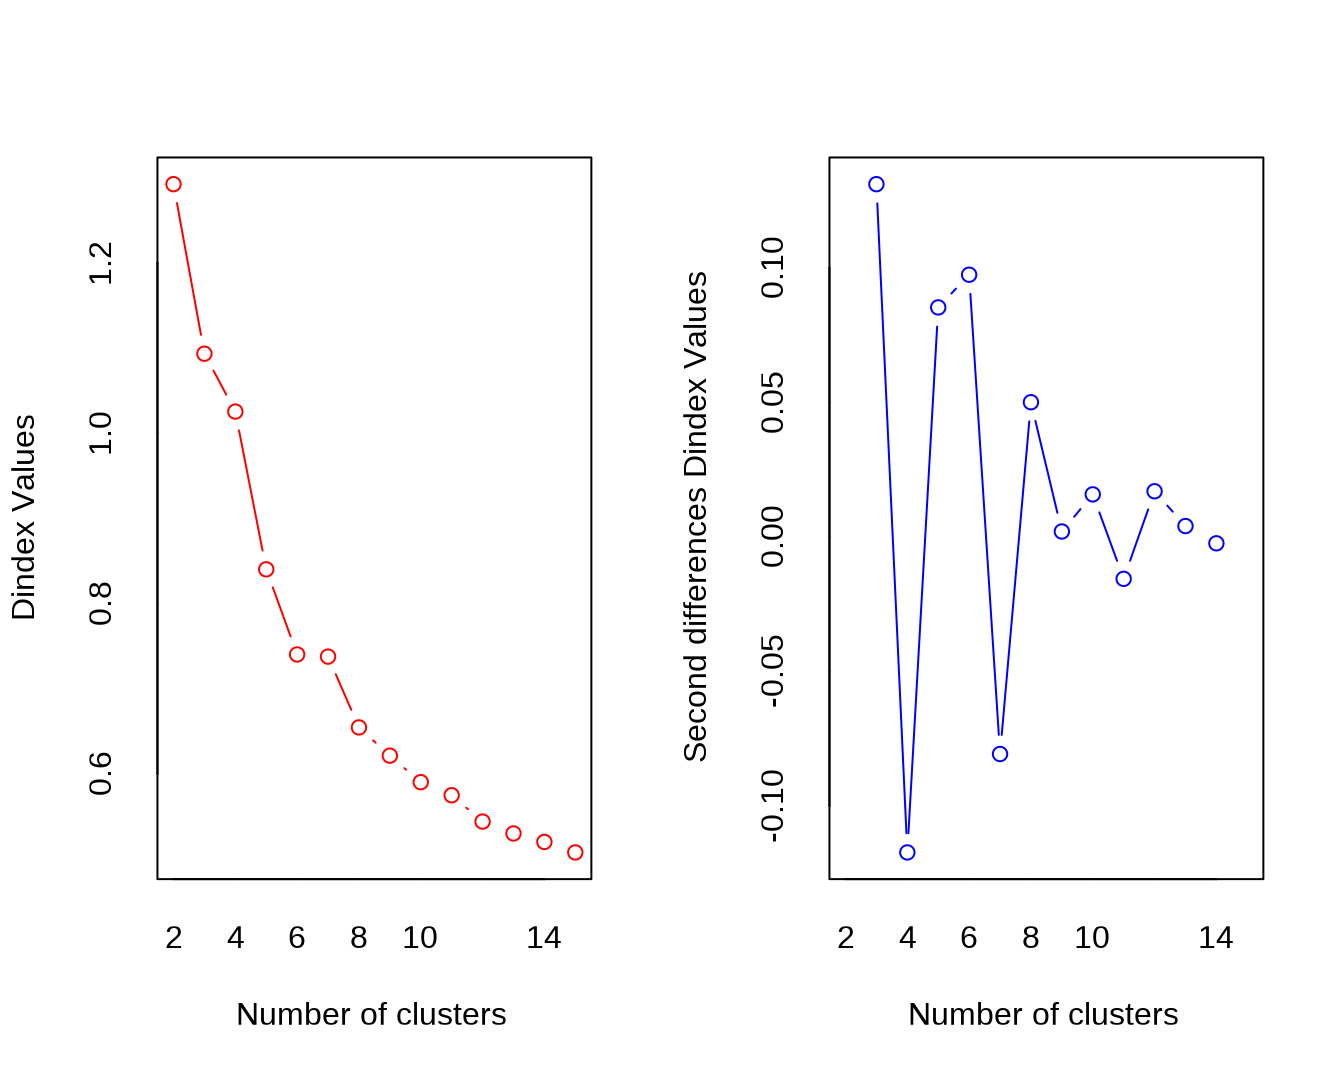 Dindex Values
1.2
1.0
0.8
0.6
2 4 6 8 10 14
Number of clusters
Second differences Dindex Values
0.10
0.05
0.00
-0.05
-0.10
2 4 6 8 10 14
Number of clusters